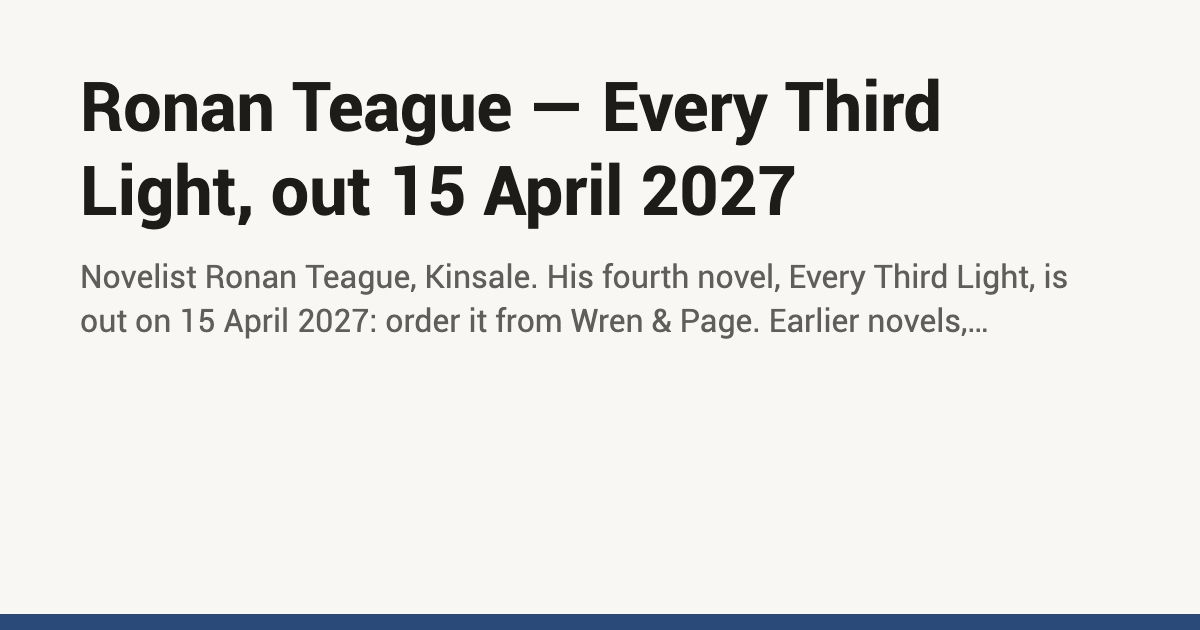 Ronan Teague — Every Third
Light, out 15 April 2027
Novelist Ronan Teague, Kinsale. His fourth novel, Every Third Light, is
out on 15 April 2027: order it from Wren & Page. Earlier novels,…